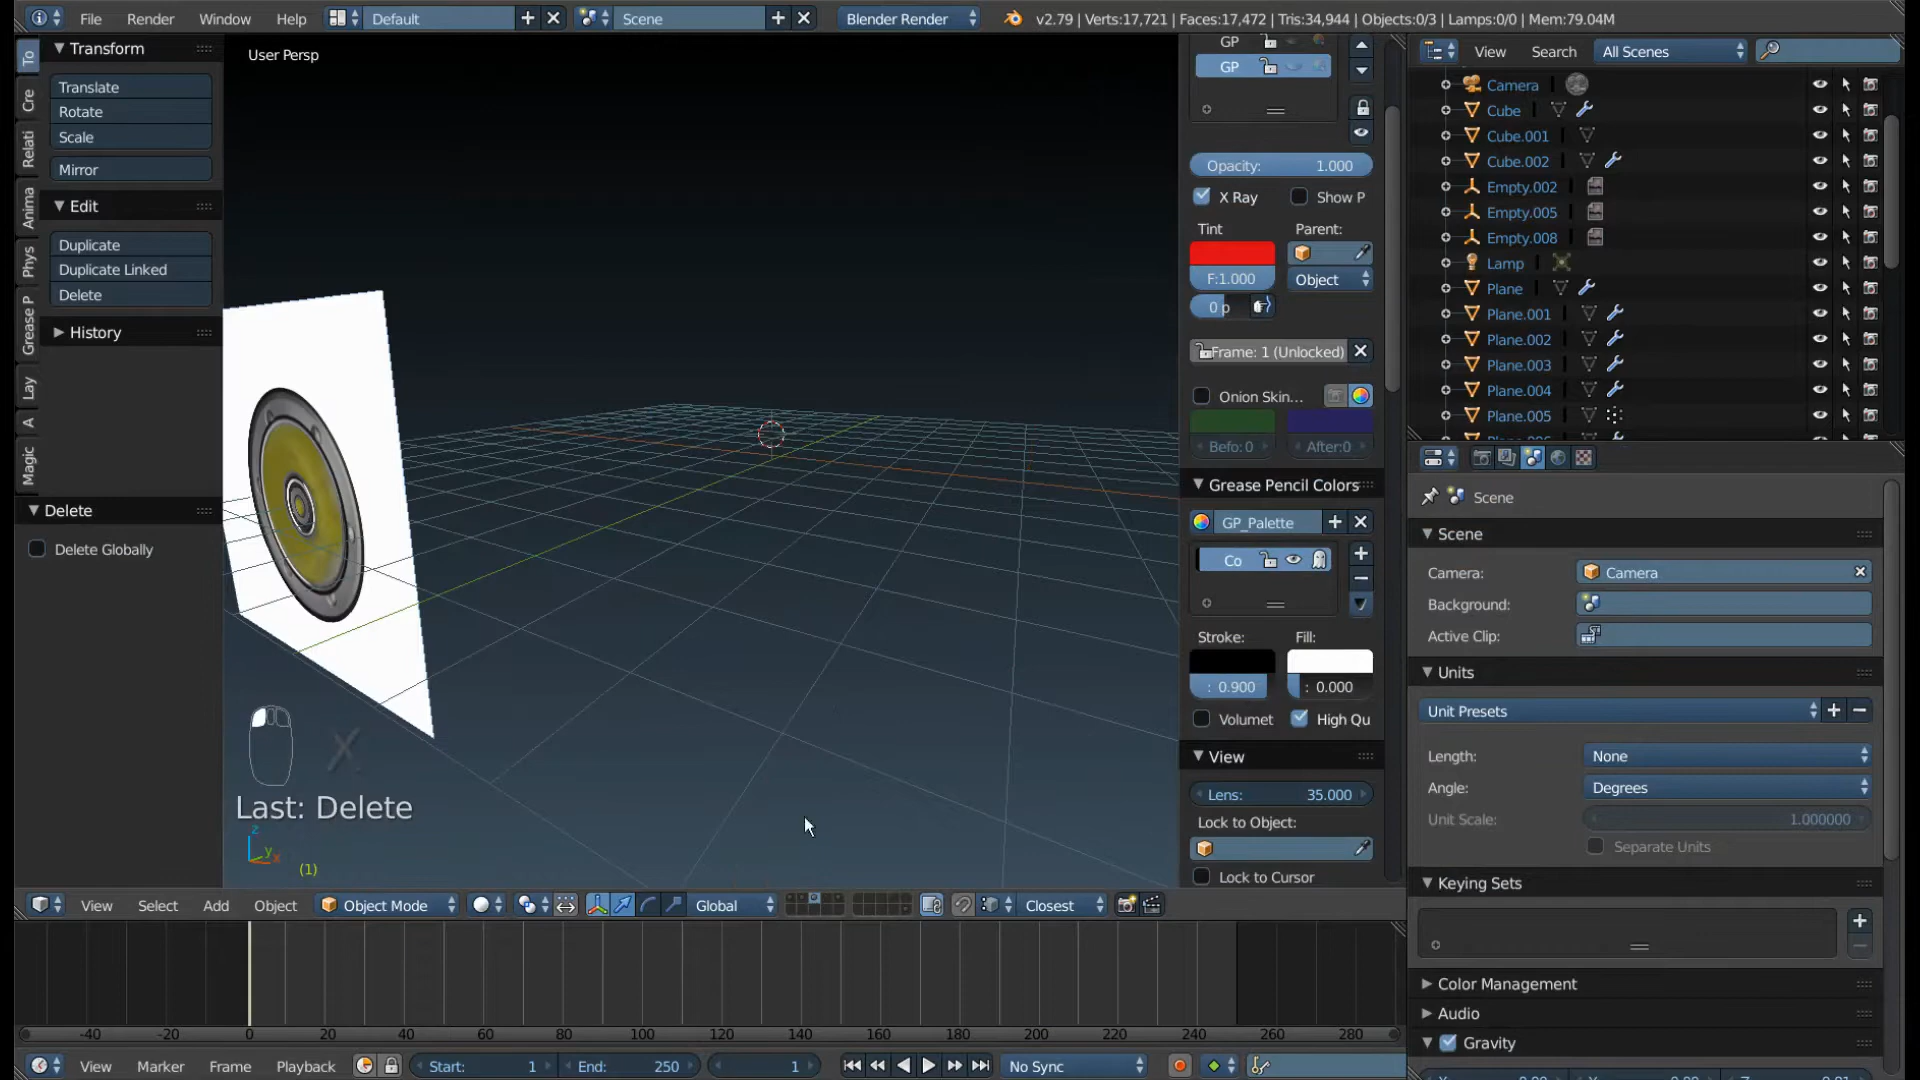 File Render Window Help Default Scene Blender Render v2.79 | Verts:17,721 | Faces:17,472 | Tris:34,944 | Objects:0/3 | Lamps:0/0 | Mem:79.04M
To
Cre
Relati
Anima
Phys
Grease P
Lay
A
Magic
Transform
Translate
Rotate
Scale
Mirror
Edit
Duplicate
Duplicate Linked
Delete
History
Delete
Delete Globally
User Persp
Last: Delete
z
y
x
(1)
GP
GP
Opacity: 1.000
X Ray Show P
Tint Parent:
F:1.000 Object
0 p
Frame: 1 (Unlocked)
Onion Skin...
Befo: 0 After:0
Grease Pencil Colors
GP_Palette
Co
Stroke: Fill:
: 0.900 : 0.000
Volumet High Qu
View
Lens: 35.000
Lock to Object:
Lock to Cursor
View Search All Scenes
Camera
Cube
Cube.001
Cube.002
Empty.002
Empty.005
Empty.008
Lamp
Plane
Plane.001
Plane.002
Plane.003
Plane.004
Plane.005
Scene
Scene
Camera: Camera
Background:
Active Clip:
Units
Unit Presets
Length: None
Angle: Degrees
Unit Scale: 1.000000
Separate Units
Keying Sets
Color Management
Audio
Gravity
View Select Add Object Object Mode Global Closest
-40 -20 0 20 40 60 80 100 120 140 160 180 200 220 240 260 280
View Marker Frame Playback Start: 1 End: 250 1 No Sync